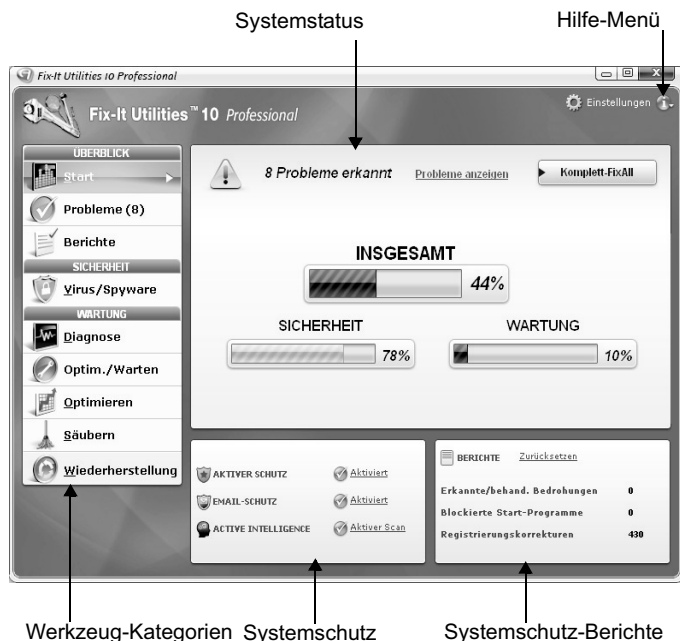 Systemstatus
Hilfe-Menü
Fix-It Utilities 10 Professional
Fix-It Utilities™ 10 Professional
Einstellungen
ÜBERBLICK
Start
Probleme (8)
Berichte
SICHERHEIT
Virus/Spyware
WARTUNG
Diagnose
Optim./Warten
Optimieren
Säubern
Wiederherstellung
8 Probleme erkannt Probleme anzeigen Komplett-FixAll
INSGESAMT
44%
SICHERHEIT
78%
WARTUNG
10%
AKTIVER SCHUTZ Aktiviert
EMAIL-SCHUTZ Aktiviert
ACTIVE INTELLIGENCE Aktiver Scan
BERICHTE Zurücksetzen
Erkannte/behand. Bedrohungen 0
Blockierte Start-Programme 0
Registrierungskorrekturen 430
Werkzeug-Kategorien
Systemschutz
Systemschutz-Berichte